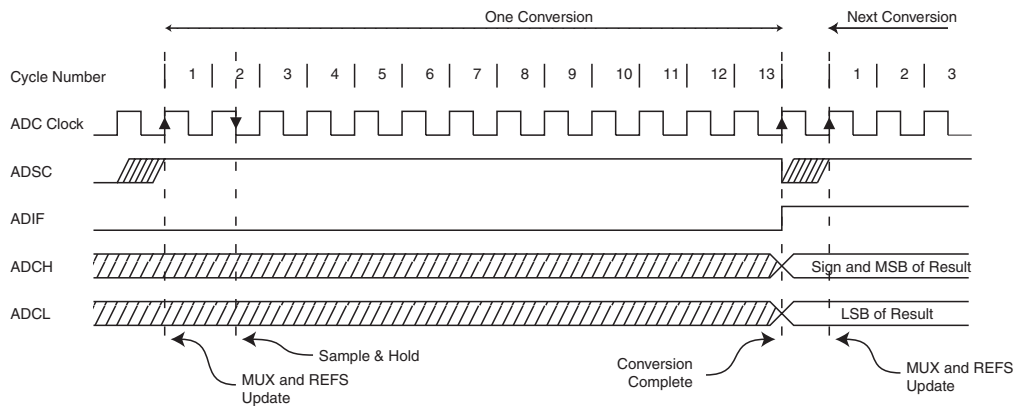 One Conversion
Next Conversion
Cycle Number
1 2 3 4 5 6 7 8 9 10 11 12 13 1 2 3
ADC Clock
ADSC
ADIF
ADCH
Sign and MSB of Result
ADCL
LSB of Result
Sample & Hold
MUX and REFS
Update
Conversion
Complete
MUX and REFS
Update